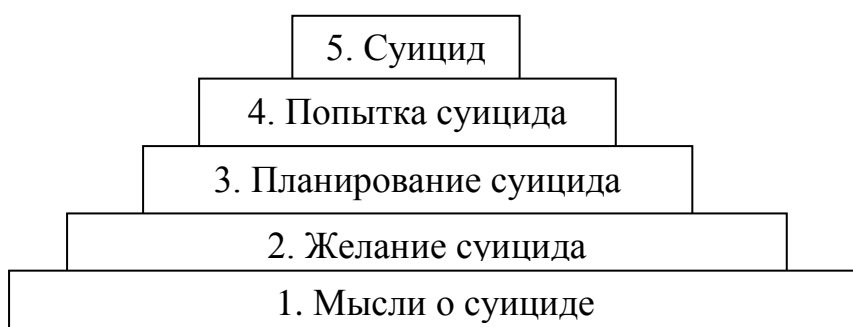 5. Суицид
4. Попытка суицида
3. Планирование суицида
2. Желание суицида
1. Мысли о суициде